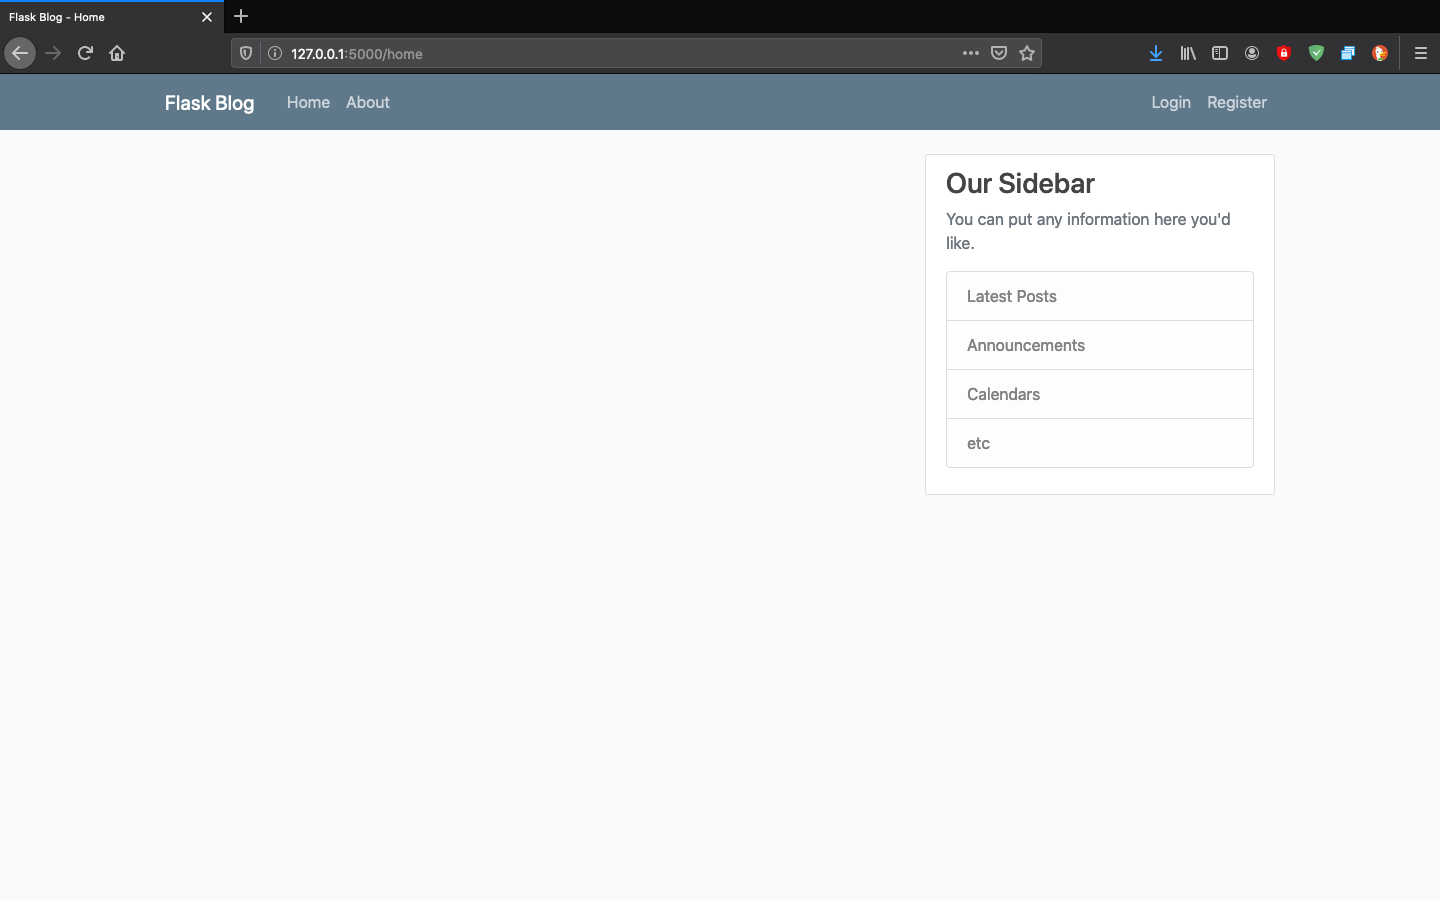 Flask Blog - Home
127.0.0.1:5000/home
Flask Blog Home About Login Register
Our Sidebar
You can put any information here you'd
like.
Latest Posts
Announcements
Calendars
etc